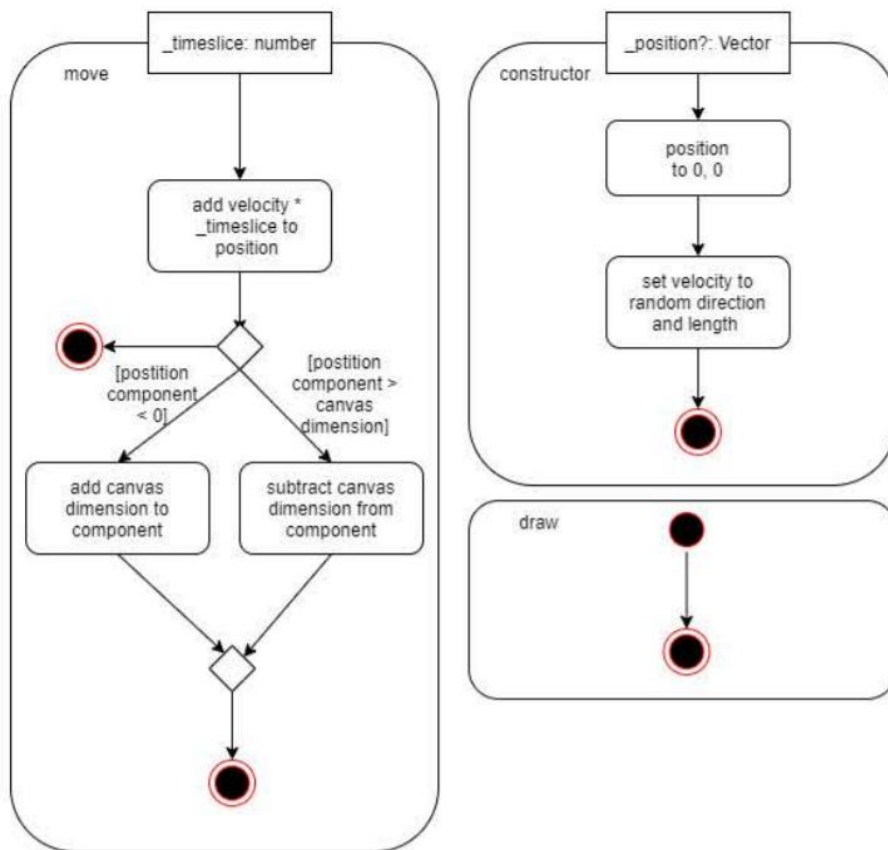 _timeslice: number
move
add velocity *
_timeslice to
position
[postition
component
< 0]
[postition
component >
canvas
dimension]
add canvas
dimension to
component
subtract canvas
dimension from
component
_position?: Vector
constructor
position
to 0, 0
set velocity to
random direction
and length
draw